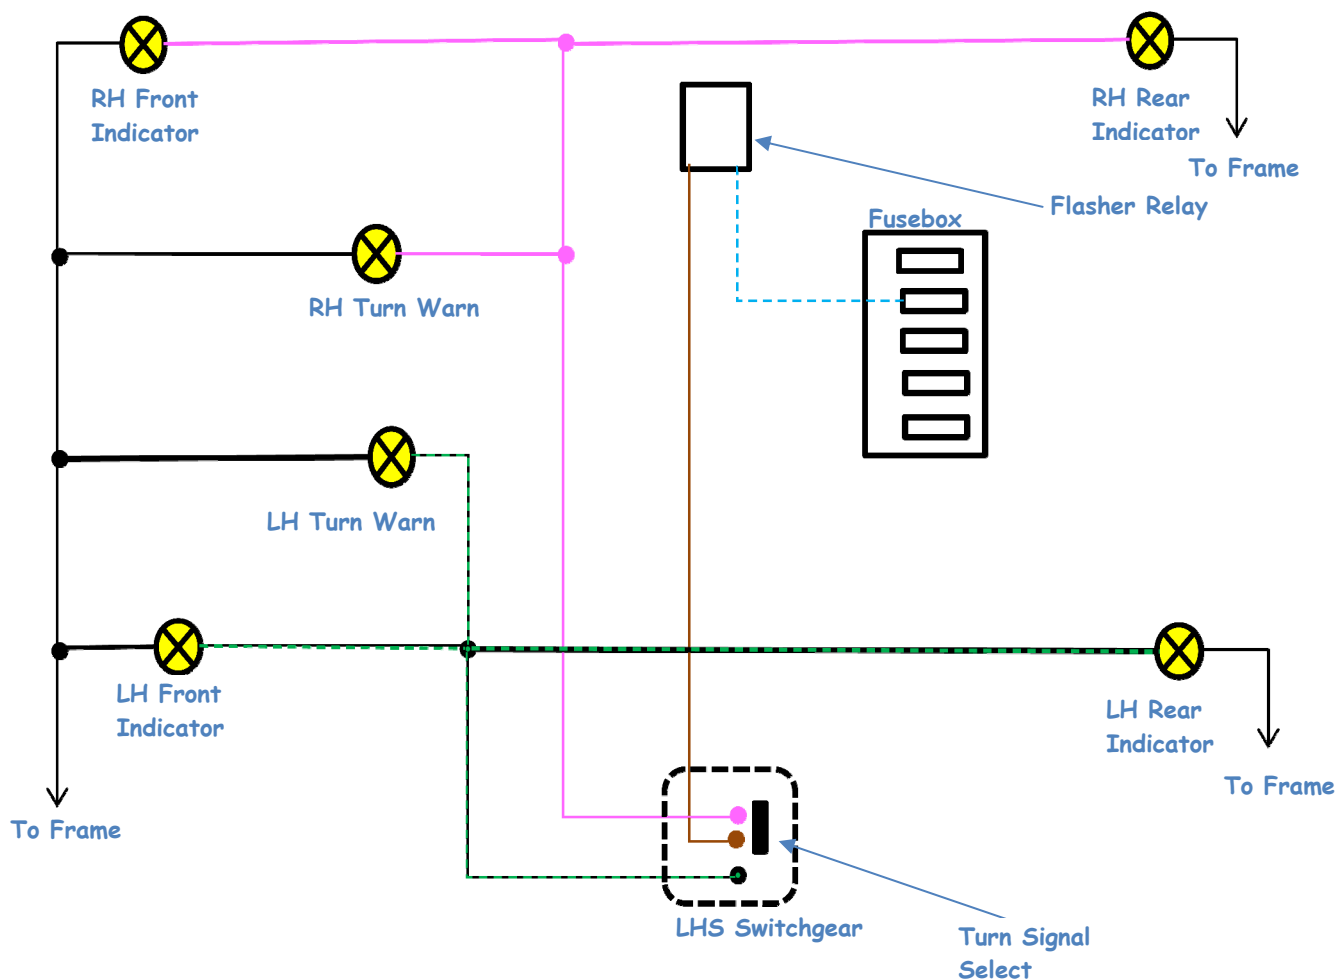 RH Front
Indicator
RH Rear
Indicator
To Frame
Flasher Relay
Fusebox
RH Turn Warn
LH Turn Warn
LH Front
Indicator
LH Rear
Indicator
To Frame
To Frame
LHS Switchgear
Turn Signal
Select